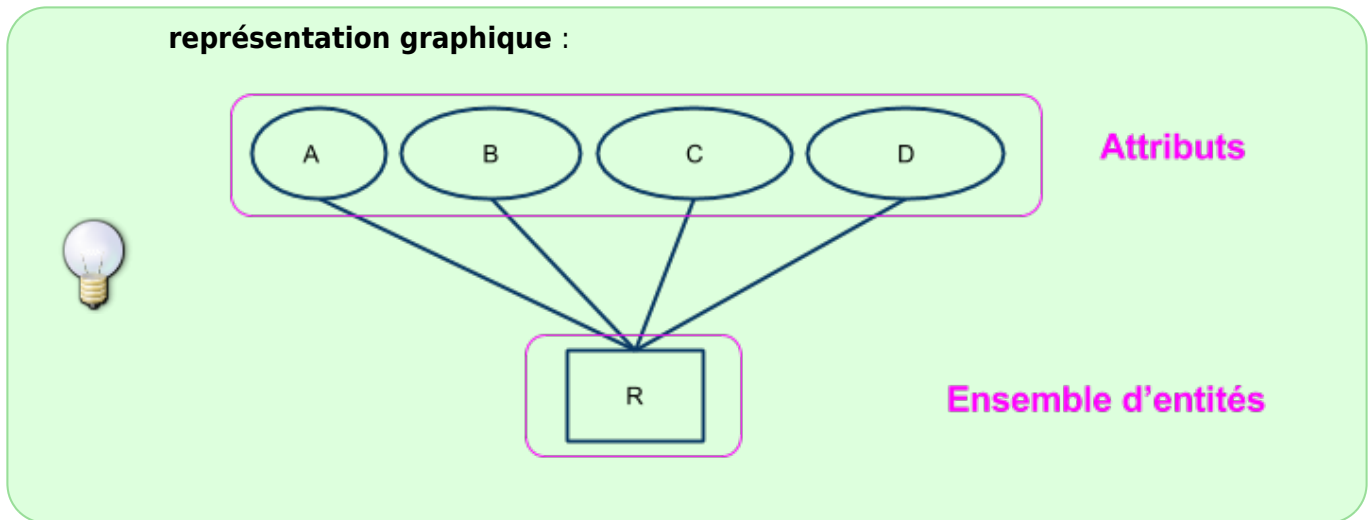 représentation graphique :
A B C D Attributs
R Ensemble d'entités